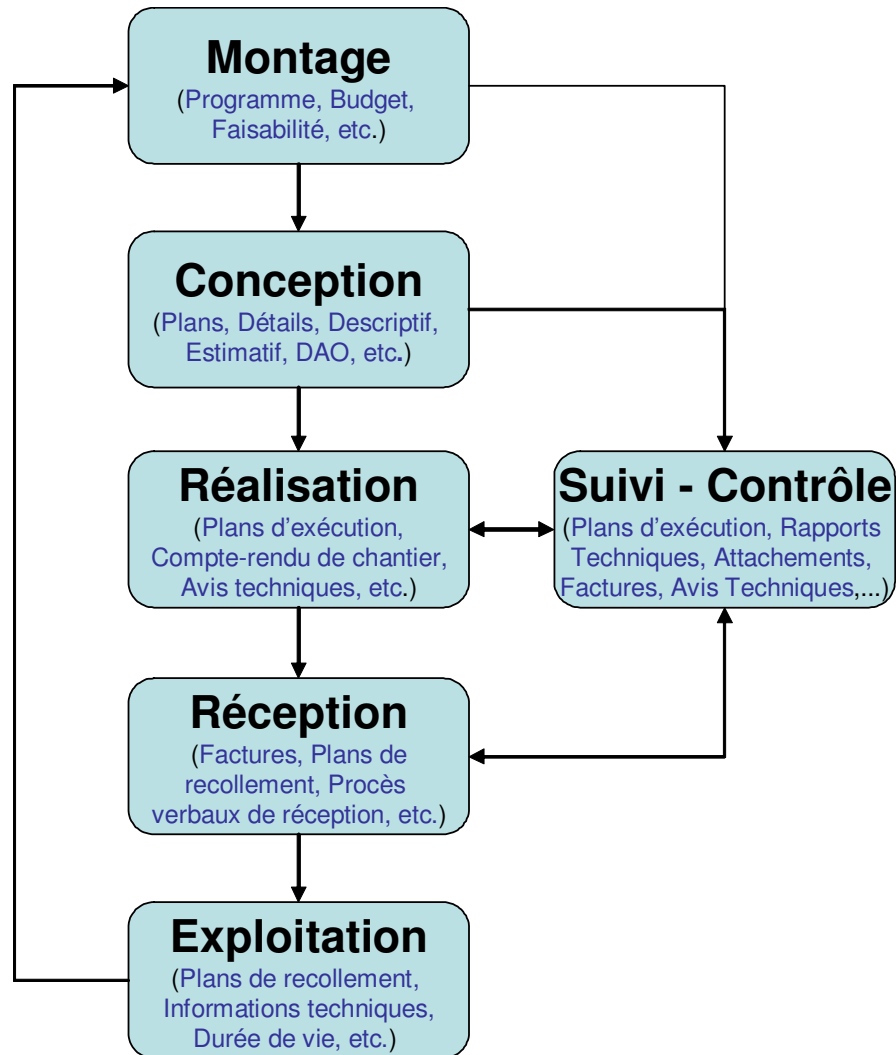 Montage
(Programme, Budget,
Faisabilité, etc.)
Conception
(Plans, Détails, Descriptif,
Estimatif, DAO, etc.)
Réalisation
(Plans d'exécution,
Compte-rendu de chantier,
Avis techniques, etc.)
Suivi - Contrôle
(Plans d'exécution, Rapports
Techniques, Attachements,
Factures, Avis Techniques,...)
Réception
(Factures, Plans de
recollement, Procès
verbaux de réception, etc.)
Exploitation
(Plans de recollement,
Informations techniques,
Durée de vie, etc.)